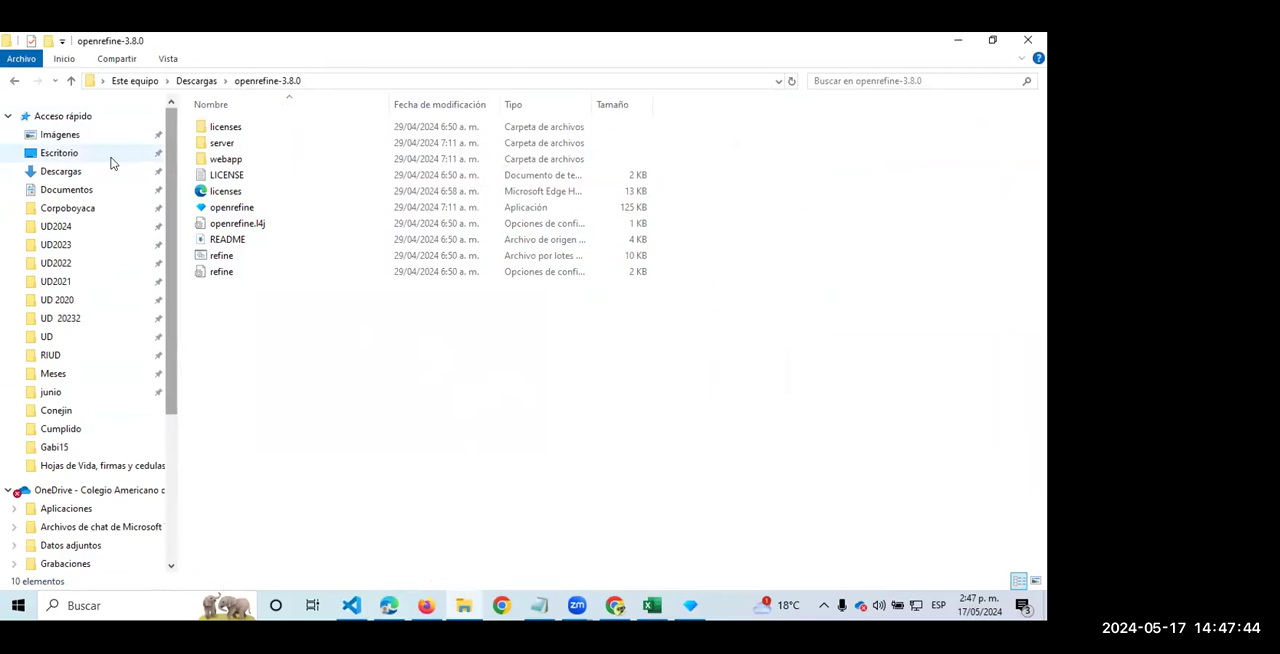 openrefine-3.8.0
Archivo Inicio Compartir Vista
Este equipo Descargas openrefine-3.8.0 Buscar en openrefine-3.8.0
Nombre Fecha de modificación Tipo Tamaño
licenses 29/04/2024 6:50 a. m. Carpeta de archivos
server 29/04/2024 7:11 a. m. Carpeta de archivos
webapp 29/04/2024 7:11 a. m. Carpeta de archivos
LICENSE 29/04/2024 6:50 a. m. Documento de te... 2 KB
licenses 29/04/2024 6:58 a. m. Microsoft Edge H... 13 KB
openrefine 29/04/2024 7:11 a. m. Aplicación 125 KB
openrefine.l4j 29/04/2024 6:50 a. m. Opciones de confi... 1 KB
README 29/04/2024 6:50 a. m. Archivo de origen ... 4 KB
refine 29/04/2024 6:50 a. m. Archivo por lotes ... 10 KB
refine 29/04/2024 6:50 a. m. Opciones de confi... 2 KB
Acceso rápido
Imágenes
Escritorio
Descargas
Documentos
Corpoboyaca
UD2024
UD2023
UD2022
UD2021
UD 2020
UD 20232
UD
RIUD
Meses
junio
Conejin
Cumplido
Gabi15
Hojas de Vida, firmas y cedulas
OneDrive - Colegio Americano d
Aplicaciones
Archivos de chat de Microsoft
Datos adjuntos
Grabaciones
10 elementos
Buscar
18°C
ESP
2:47 p. m.
17/05/2024
3
2024-05-17 14:47:44